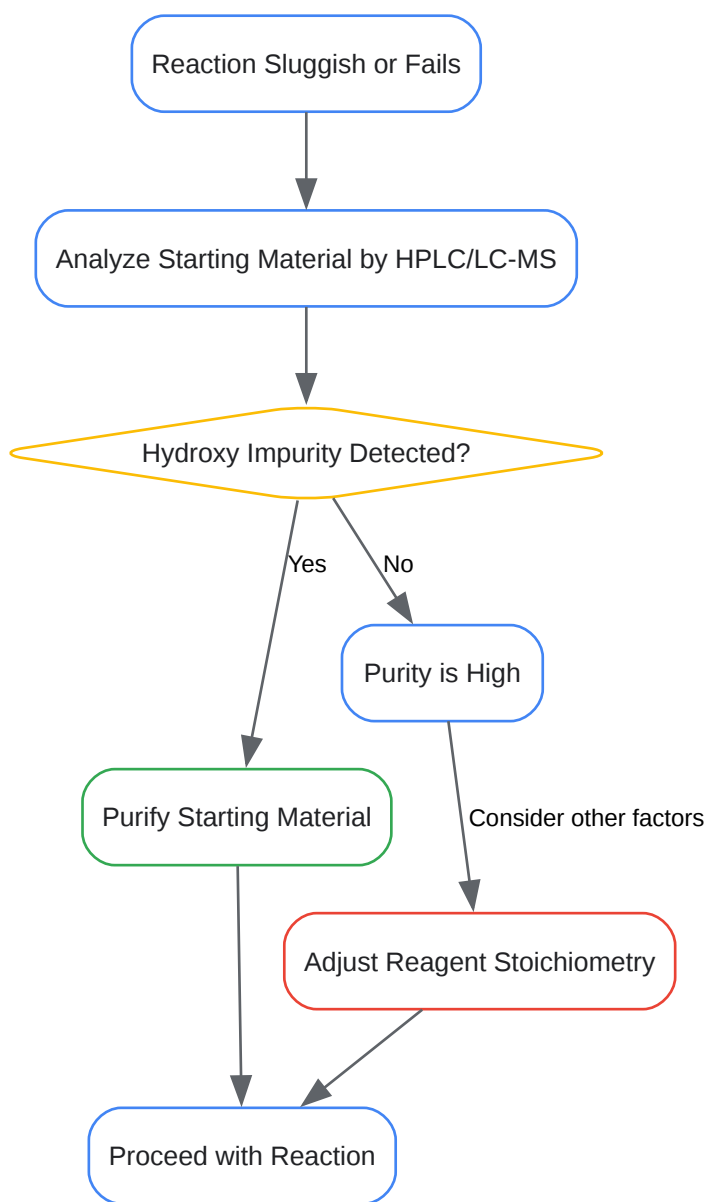 Reaction Sluggish or Fails
Analyze Starting Material by HPLC/LC-MS
Hydroxy Impurity Detected?
Yes
No
Purity is High
Purify Starting Material
Consider other factors
Adjust Reagent Stoichiometry
Proceed with Reaction